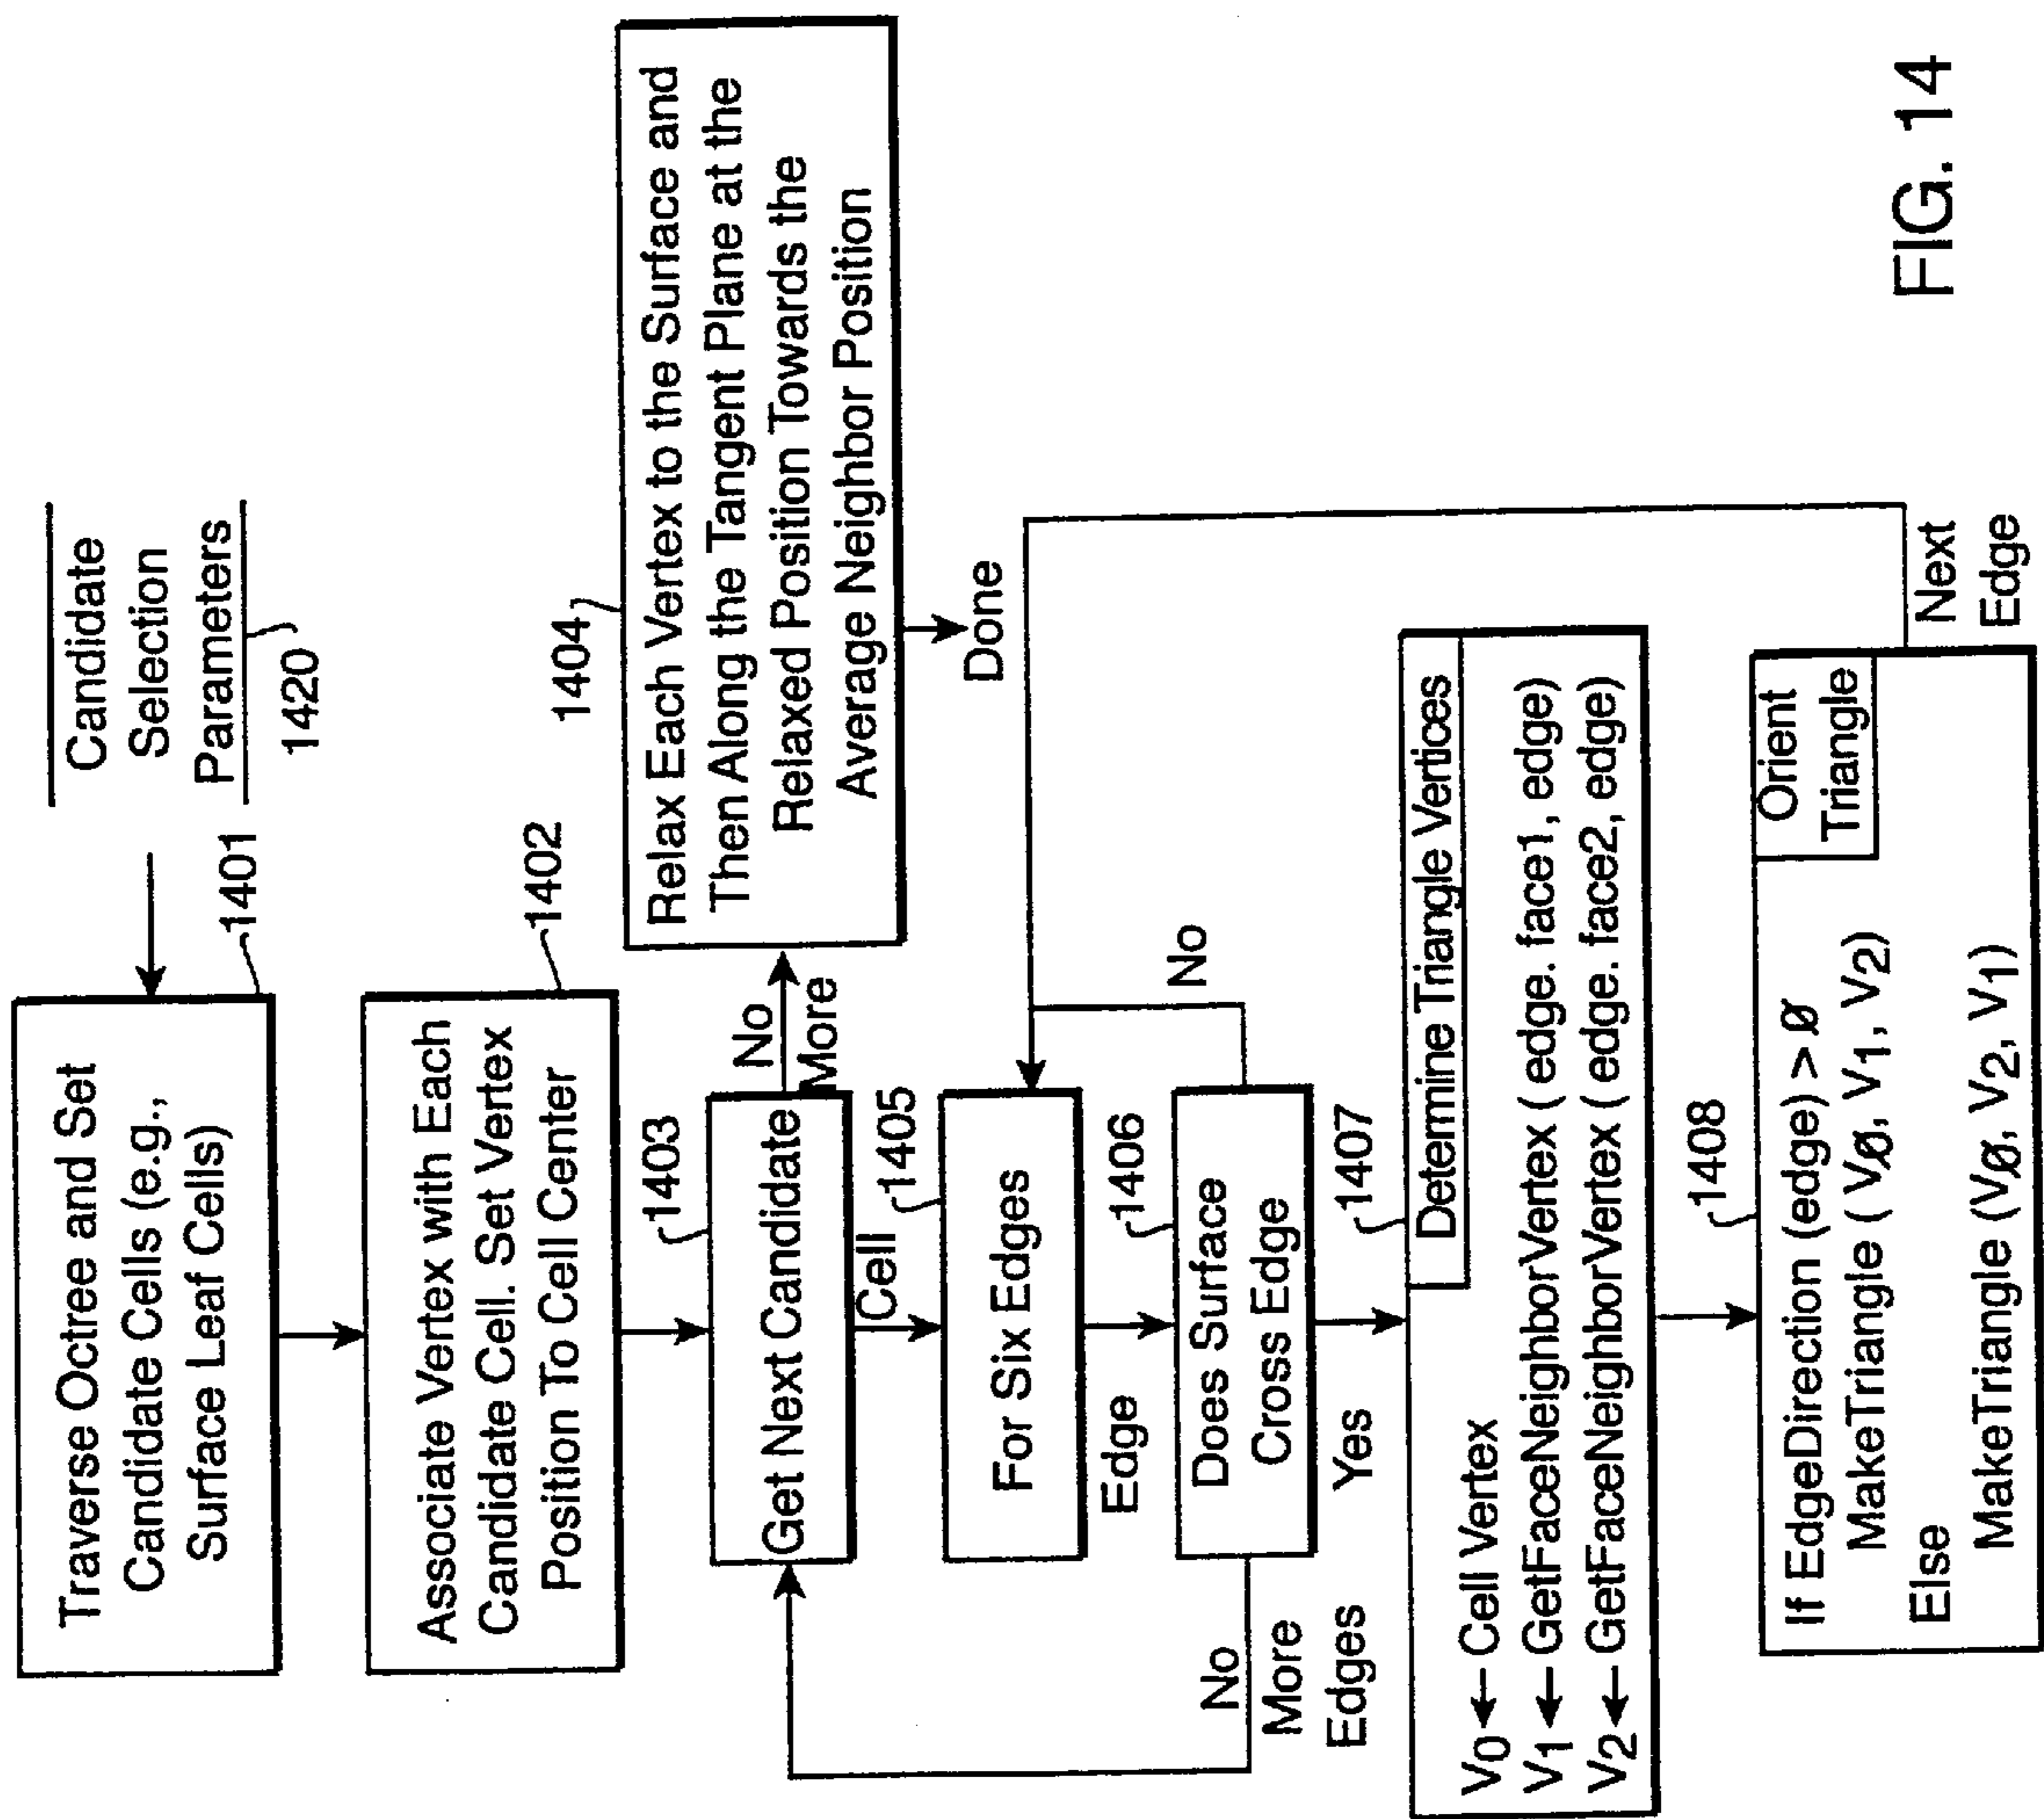 Candidate
Selection
Parameters
1420
Traverse Octree and Set
Candidate Cells (e.g.,
Surface Leaf Cells)
1401
Associate Vertex with Each
Candidate Cell. Set Vertex
Position To Cell Center
1402
1403
Get Next Candidate
No
More
1404
Relax Each Vertex to the Surface and
Then Along the Tangent Plane at the
Relaxed Position Towards the
Average Neighbor Position
Done
Cell
1405
For Six Edges
Edge
1406
Does Surface
Cross Edge
No
No
More
Edges
Yes
1407
Determine Triangle Vertices
V0 ← Cell Vertex
V1 ← GetFaceNeighborVertex ( edge. face1, edge)
V2 ← GetFaceNeighborVertex ( edge. face2, edge)
1408
Orient
Triangle
If EdgeDirection (edge) > Ø
MakeTriangle ( VØ, V1, V2)
Else
MakeTriangle (VØ, V2, V1)
Next
Edge
FIG. 14